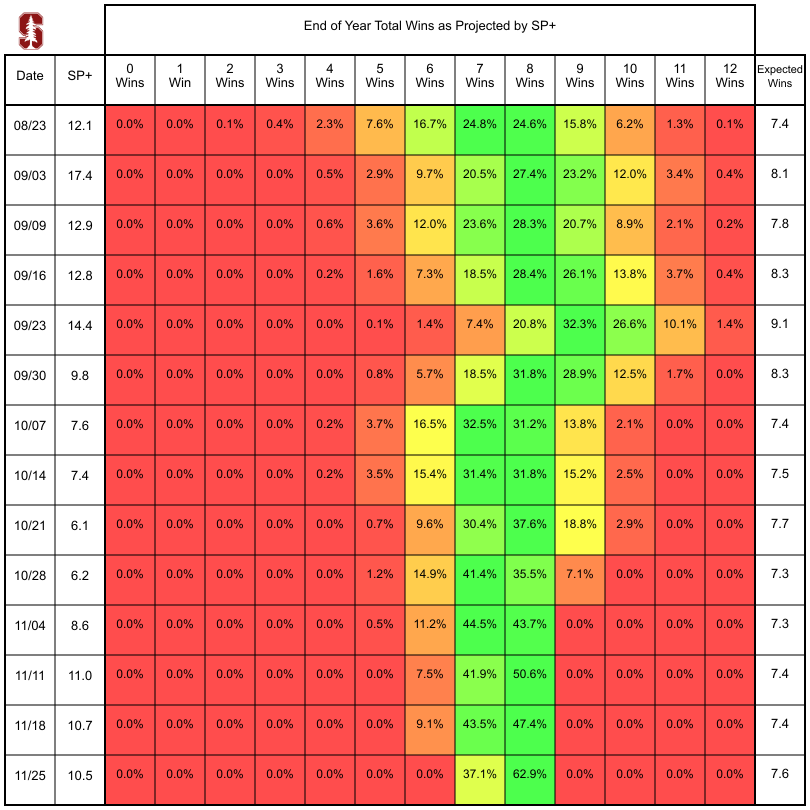 End of Year Total Wins as Projected by SP+
Date SP+ 0 Wins 1 Win 2 Wins 3 Wins 4 Wins 5 Wins 6 Wins 7 Wins 8 Wins 9 Wins 10 Wins 11 Wins 12 Wins Expected Wins
08/23 12.1 0.0% 0.0% 0.1% 0.4% 2.3% 7.6% 16.7% 24.8% 24.6% 15.8% 6.2% 1.3% 0.1% 7.4
09/03 17.4 0.0% 0.0% 0.0% 0.0% 0.5% 2.9% 9.7% 20.5% 27.4% 23.2% 12.0% 3.4% 0.4% 8.1
09/09 12.9 0.0% 0.0% 0.0% 0.0% 0.6% 3.6% 12.0% 23.6% 28.3% 20.7% 8.9% 2.1% 0.2% 7.8
09/16 12.8 0.0% 0.0% 0.0% 0.0% 0.2% 1.6% 7.3% 18.5% 28.4% 26.1% 13.8% 3.7% 0.4% 8.3
09/23 14.4 0.0% 0.0% 0.0% 0.0% 0.0% 0.1% 1.4% 7.4% 20.8% 32.3% 26.6% 10.1% 1.4% 9.1
09/30 9.8 0.0% 0.0% 0.0% 0.0% 0.0% 0.8% 5.7% 18.5% 31.8% 28.9% 12.5% 1.7% 0.0% 8.3
10/07 7.6 0.0% 0.0% 0.0% 0.0% 0.2% 3.7% 16.5% 32.5% 31.2% 13.8% 2.1% 0.0% 0.0% 7.4
10/14 7.4 0.0% 0.0% 0.0% 0.0% 0.2% 3.5% 15.4% 31.4% 31.8% 15.2% 2.5% 0.0% 0.0% 7.5
10/21 6.1 0.0% 0.0% 0.0% 0.0% 0.0% 0.7% 9.6% 30.4% 37.6% 18.8% 2.9% 0.0% 0.0% 7.7
10/28 6.2 0.0% 0.0% 0.0% 0.0% 0.0% 1.2% 14.9% 41.4% 35.5% 7.1% 0.0% 0.0% 0.0% 7.3
11/04 8.6 0.0% 0.0% 0.0% 0.0% 0.0% 0.5% 11.2% 44.5% 43.7% 0.0% 0.0% 0.0% 0.0% 7.3
11/11 11.0 0.0% 0.0% 0.0% 0.0% 0.0% 0.0% 7.5% 41.9% 50.6% 0.0% 0.0% 0.0% 0.0% 7.4
11/18 10.7 0.0% 0.0% 0.0% 0.0% 0.0% 0.0% 9.1% 43.5% 47.4% 0.0% 0.0% 0.0% 0.0% 7.4
11/25 10.5 0.0% 0.0% 0.0% 0.0% 0.0% 0.0% 0.0% 37.1% 62.9% 0.0% 0.0% 0.0% 0.0% 7.6